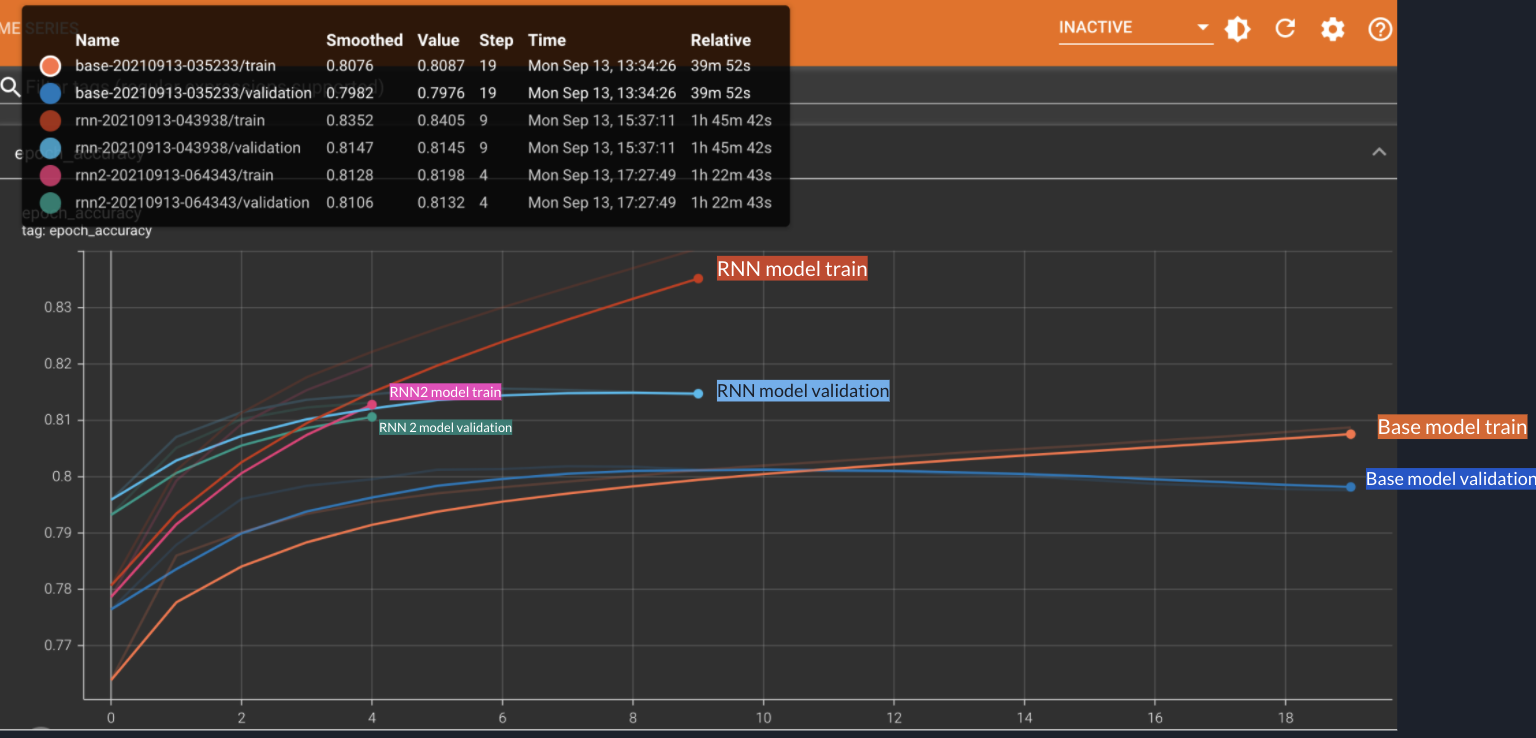 ME SERIES
INACTIVE
Name Smoothed Value Step Time Relative
base-20210913-035233/train 0.8076 0.8087 19 Mon Sep 13, 13:34:26 39m 52s
base-20210913-035233/validation 0.7982 0.7976 19 Mon Sep 13, 13:34:26 39m 52s
rnn-20210913-043938/train 0.8352 0.8405 9 Mon Sep 13, 15:37:11 1h 45m 42s
rnn-20210913-043938/validation 0.8147 0.8145 9 Mon Sep 13, 15:37:11 1h 45m 42s
rnn2-20210913-064343/train 0.8128 0.8198 4 Mon Sep 13, 17:27:49 1h 22m 43s
rnn2-20210913-064343/validation 0.8106 0.8132 4 Mon Sep 13, 17:27:49 1h 22m 43s
Filter tags (regular expressions supported)
epoch_accuracy
epoch_accuracy
tag: epoch_accuracy
RNN model train
0.83
0.82
RNN2 model train
RNN model validation
0.81
RNN 2 model validation
Base model train
0.8
Base model validation
0.79
0.78
0.77
0 2 4 6 8 10 12 14 16 18